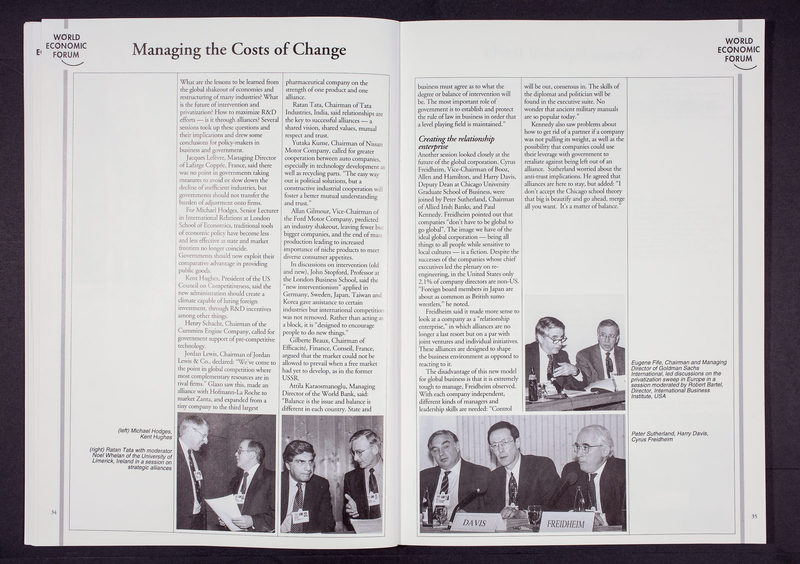 WORLD
ECONOMIC
FORUM
Managing the Costs of Change
What are the lessons to be learned from
the global shakeout of economies and
restructuring of many industries? What
is the future of intervention and
privatization? How to maximize R&D
efforts — is it through alliances? Several
sessions took up these questions and
their implications and drew some
conclusions for policy-makers in
business and government.
Jacques Lefèvre, Managing Director
of Lafarge Coppée, France, said there
was no point in governments taking
measures to avoid or slow down the
decline of inefficient industries, but
governments should not transfer the
burden of adjustment onto firms.
For Michael Hodges, Senior Lecturer
in International Relations at London
School of Economics, traditional tools
of economic policy have become less
and less effective as state and market
frontiers no longer coincide.
Governments should now exploit their
comparative advantage in providing
public goods.
Kent Hughes, President of the US
Council on Competitiveness, said the
new administration should create a
climate capable of luring foreign
investment, through R&D incentives
among other things.
Henry Schacht, Chairman of the
Cummins Engine Company, called for
government support of pre-competitive
technology.
Jordan Lewis, Chairman of Jordan
Lewis & Co., declared: "We've come to
the point in global competition where
most complementary resources are in
rival firms." Glaxo saw this, made an
alliance with Hofmann-La Roche to
market Zantac, and expanded from a
tiny company to the third largest
pharmaceutical company on the
strength of one product and one
alliance.
Ratan Tata, Chairman of Tata
Industries, India, said relationships are
the key to successful alliances — a
shared vision, shared values, mutual
respect and trust.
Yutaka Kume, Chairman of Nissan
Motor Company, called for greater
cooperation between auto companies,
especially in technology development as
well as recycling parts. "The easy way
out is political solutions, but a
constructive industrial cooperation will
foster a better mutual understanding
and trust."
Allan Gilmour, Vice-Chairman of
the Ford Motor Company, predicted
an industry shakeout, leaving fewer but
bigger companies, and the end of mass
production leading to increased
importance of niche products to meet
diverse consumer appetites.
In discussions on intervention (old
and new), John Stopford, Professor at
the London Business School, said the
"new interventionism" applied in
Germany, Sweden, Japan, Taiwan and
Korea gave assistance to certain
industries but international competition
was not removed. Rather than acting as
a block, it is "designed to encourage
people to do new things."
Gilberte Beaux, Chairman of
Efficacité, Finance, Conseil, France,
argued that the market could not be
allowed to prevail when a free market
had yet to develop, as in the former
USSR.
Attila Karaosmanoglu, Managing
Director of the World Bank, said:
"Balance is the issue and balance is
different in each country. State and
(left) Michael Hodges,
Kent Hughes
(right) Ratan Tata with moderator
Noel Whelan of the University of
Limerick, Ireland in a session on
strategic alliances
34
WORLD
ECONOMIC
FORUM
business must agree as to what the
degree or balance of intervention will
be. The most important role of
government is to establish and protect
the rule of law in business in order that
a level playing field is maintained."
Creating the relationship
enterprise
Another session looked closely at the
future of the global corporation. Cyrus
Freidheim, Vice-Chairman of Booz,
Allen and Hamilton, and Harry Davis,
Deputy Dean at Chicago University
Graduate School of Business, were
joined by Peter Sutherland, Chairman
of Allied Irish Banks, and Paul
Kennedy. Freidheim pointed out that
companies "don't have to be global to
go global". The image we have of the
ideal global corporation — being all
things to all people while sensitive to
local cultures — is a fiction. Despite the
successes of the companies whose chief
executives led the plenary on re-
engineering, in the United States only
2.1% of company directors are non-US.
"Foreign board members in Japan are
about as common as British sumo
wrestlers," he noted.
Freidheim said it made more sense to
look at a company as a "relationship
enterprise," in which alliances are no
longer a last resort but on a par with
joint ventures and individual initiatives.
These alliances are designed to shape
the business environment as opposed to
reacting to it.
The disadvantage of this new model
for global business is that it is extremely
tough to manage, Freidheim observed.
With each company independent,
different kinds of managers and
leadership skills are needed: "Control
will be out, consensus in. The skills of
the diplomat and politician will be
found in the executive suite. No
wonder that ancient military manuals
are so popular today."
Kennedy also saw problems about
how to get rid of a partner if a company
was not pulling its weight, as well as the
possibility that companies could use
their leverage with government to
retaliate against being left out of an
alliance. Sutherland worried about the
anti-trust implications. He agreed that
alliances are here to stay, but added: "I
don't accept the Chicago school theory
that big is beautiful and go ahead, merge
all you want. It's a matter of balance."
Eugene Fife, Chairman and Managing
Director of Goldman Sachs
International, led discussions on the
privatization sweep in Europe in a
session moderated by Robert Bartel,
Director, International Business
Institute, USA
Peter Sutherland, Harry Davis,
Cyrus Freidheim
DAVIS
FREIDHEIM
35